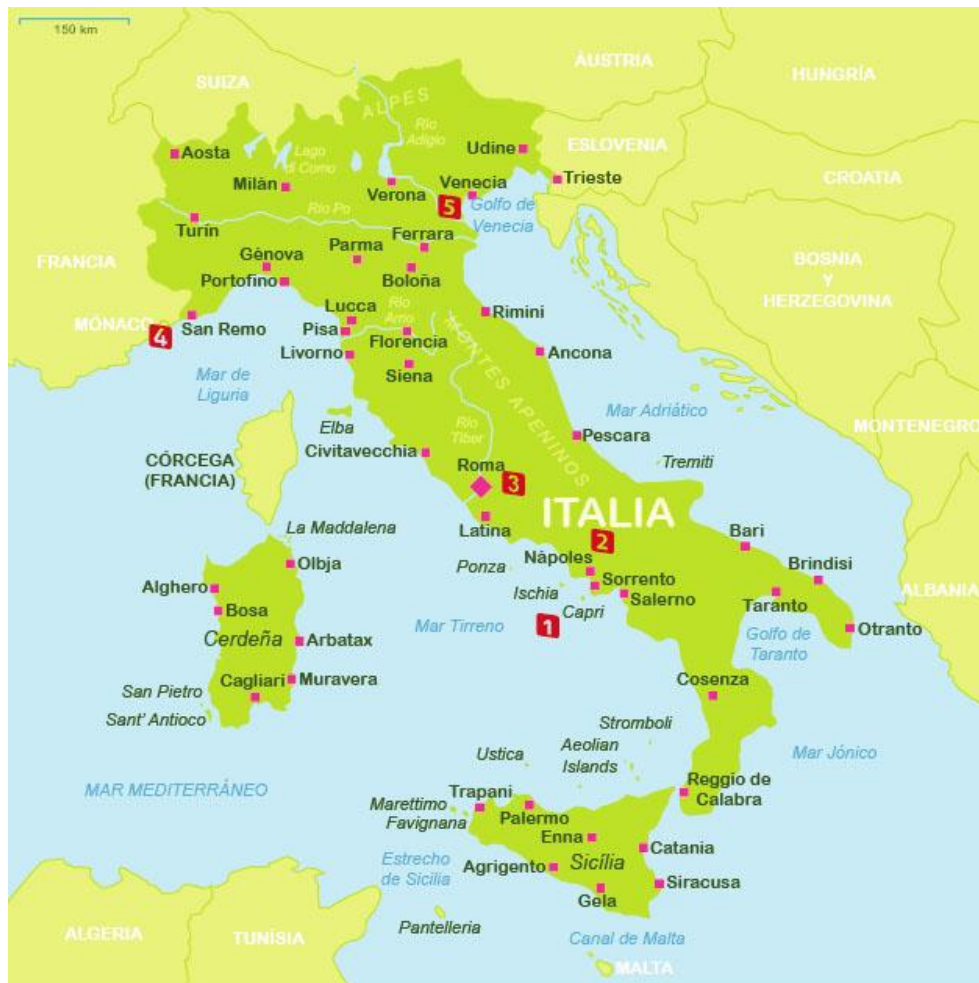 150 km
SUIZA
ÁUSTRIA
HUNGRÍA
ALPES
Río
Adigio
Lago
di Como
Aosta
Milán
Verona
Venecia
Udine
ESLOVENIA
Trieste
CROATIA
5
Golfo de
Venecia
Río Po
Turín
FRANCIA
Génova
Portofino
Parma
Ferrara
Boloña
BOSNIA
Y
HERZEGOVINA
MÓNACO
4
San Remo
Lucca
Pisa
Livorno
Río
Arno
Florencia
Siena
Rimini
Ancona
MONTES APENINOS
Mar de
Liguria
Elba
Río
Tíber
Mar Adriático
MONTENEGRO
Pescara
Tremiti
CÓRCEGA
(FRANCIA)
Civitavecchia
Roma
3
ITALIA
Latina
2
La Maddalena
Olbja
Ponza
Nàpoles
Sorrento
Salerno
Ischia
Capri
Bari
Brindisi
Taranto
Otranto
ALBANIA
Alghero
Bosa
Cerdeña
Arbatax
Mar Tirreno
1
Golfo de
Taranto
Cagliari
Muravera
San Pietro
Sant' Antioco
Cosenza
Stromboli
Aeolian
Islands
Ustica
Mar Jónico
MAR MEDITERRÁNEO
Reggio de
Calabra
Trapani
Marettimo
Favignana
Palermo
Enna
Catania
Estrecho
de Sicilia
Agrigento
Sicília
Siracusa
Gela
Pantelleria
ALGERIA
TUNÍSIA
Canal de Malta
MALTA